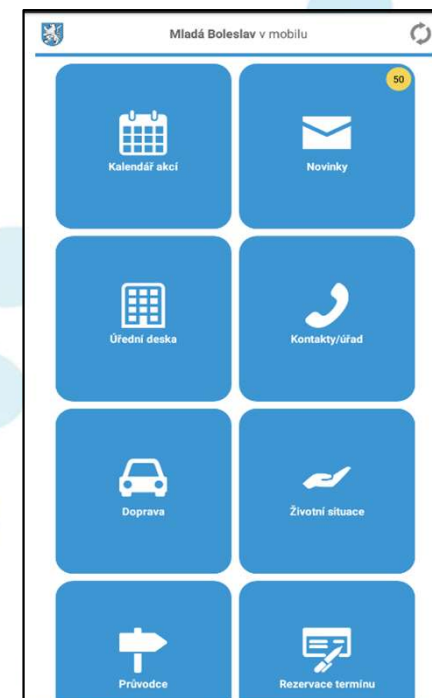 Mladá Boleslav v mobilu
50
Kalendář akcí
Novinky
Úřední deska
Kontakty/úřad
Doprava
Životní situace
Průvodce
Rezervace termínu